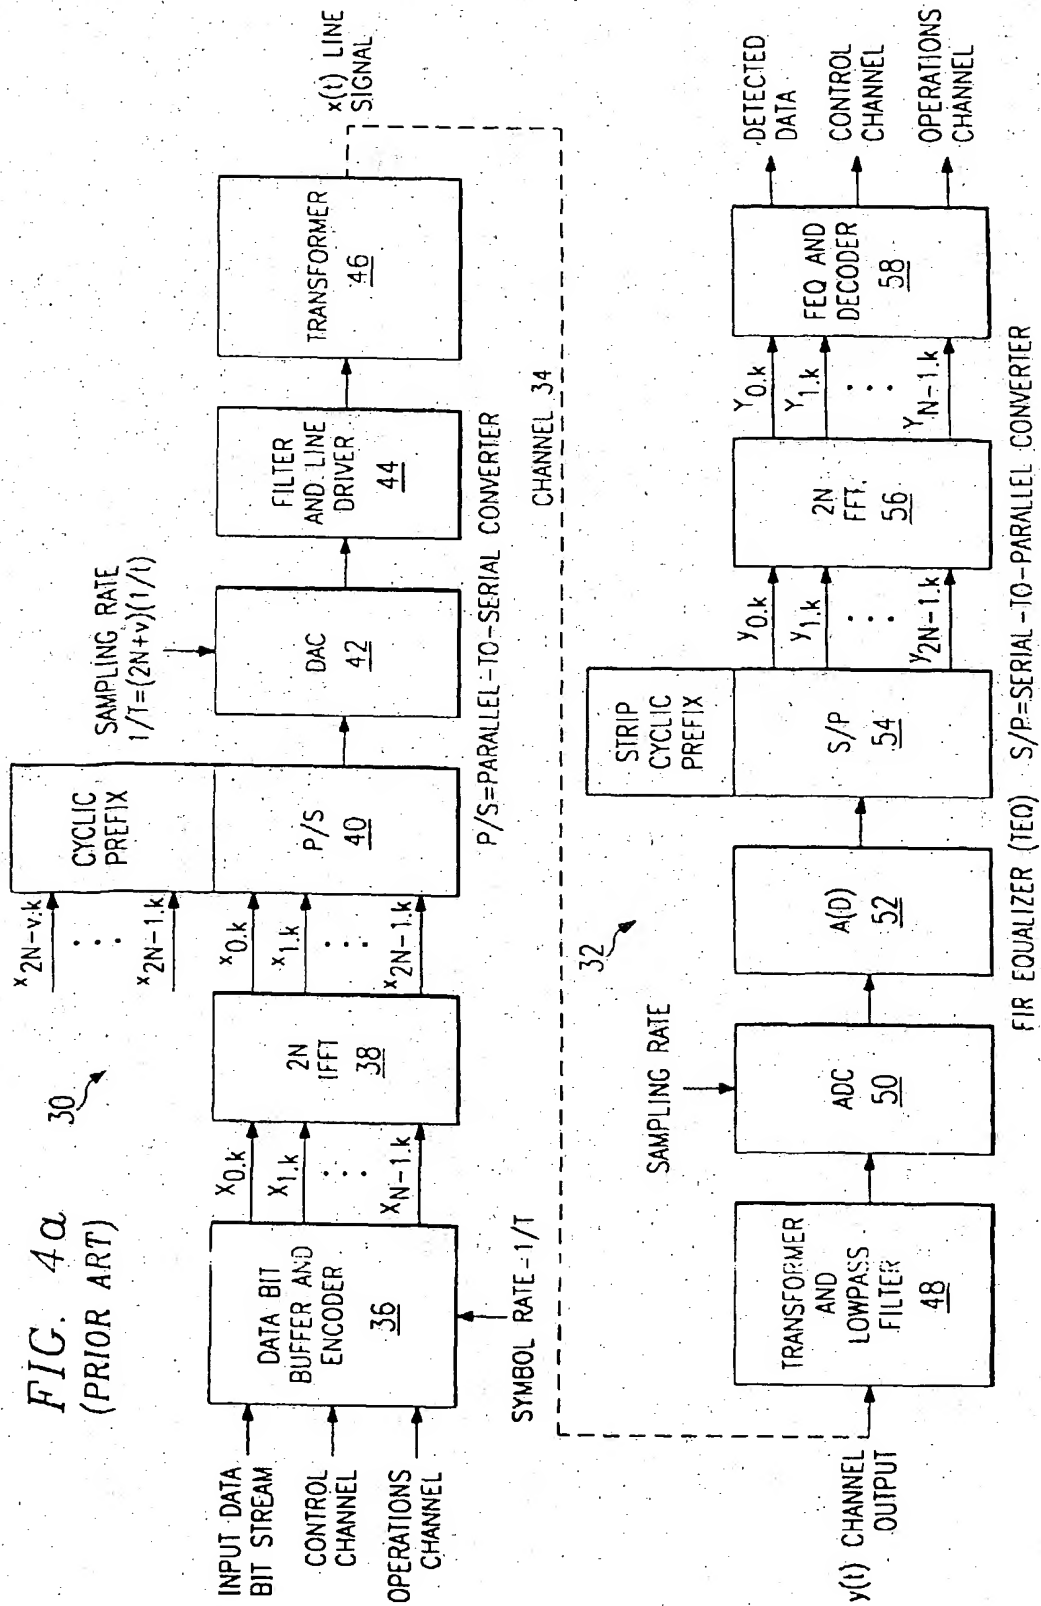 FIG. 4a
(PRIOR ART)
30
INPUT DATA
BIT STREAM
CONTROL
CHANNEL
OPERATIONS
CHANNEL
DATA BIT
BUFFER AND
ENCODER
36
SYMBOL RATE-1/T
X0.k
X1.k
XN-1.k
2N
IFFT
38
x2N-v.k
x2N-1.k
x0.k
x1.k
x2N-1.k
CYCLIC
PREFIX
P/S
40
SAMPLING RATE
1/T=(2N+v)(1/t)
DAC
42
FILTER
AND LINE
DRIVER
44
TRANSFORMER
46
x(t) LINE
SIGNAL
P/S=PARALLEL-TO-SERIAL CONVERTER
CHANNEL 34
32
y(t) CHANNEL
OUTPUT
TRANSFORMER
AND
LOWPASS
FILTER
48
SAMPLING RATE
ADC
50
A(D)
52
STRIP
CYCLIC
PREFIX
S/P
54
y0.k
y1.k
y2N-1.k
2N
FFT.
56
Y0.k
Y1.k
YN-1.k
FEQ AND
DECODER
58
DETECTED
DATA
CONTROL
CHANNEL
OPERATIONS
CHANNEL
FIR EQUALIZER (TEQ) S/P=SERIAL-TO-PARALLEL CONVERTER